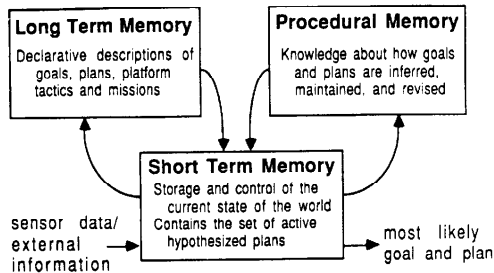 Long Term Memory
Declarative descriptions of
goals, plans, platform
tactics and missions
Procedural Memory
Knowledge about how goals
and plans are inferred,
maintained, and revised
Short Term Memory
Storage and control of the
current state of the world
Contains the set of active
hypothesized plans
sensor data/
external
information
most likely
goal and plan